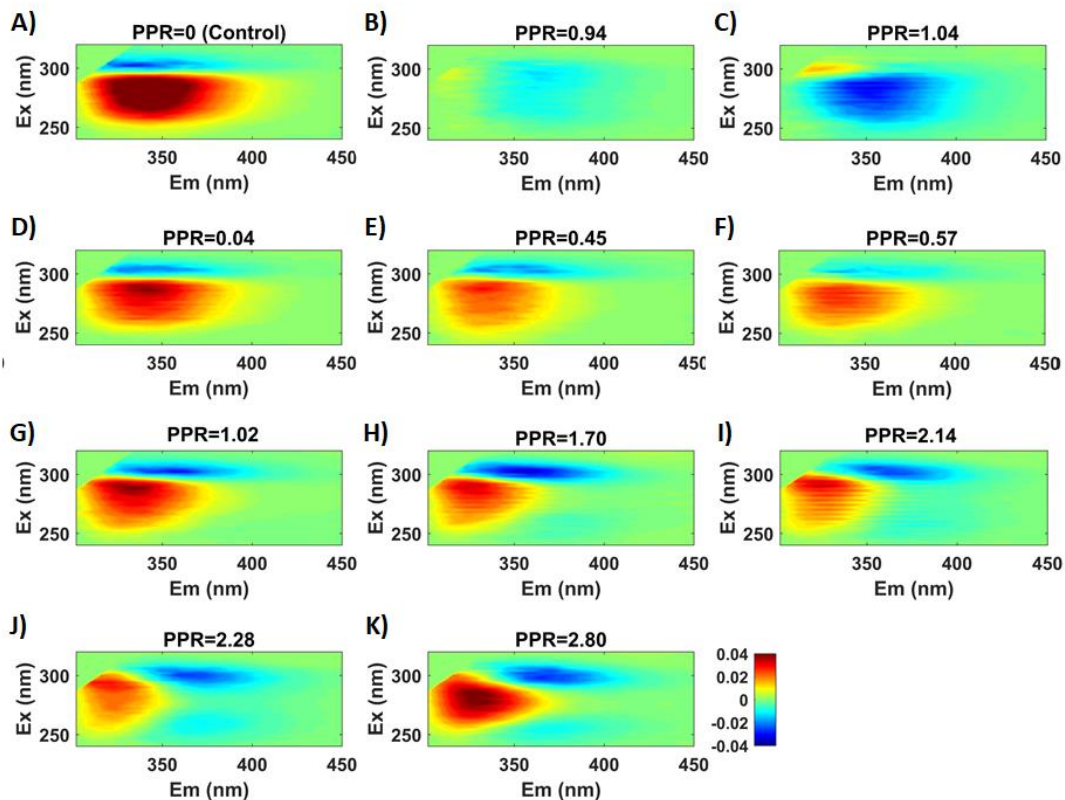 A) PPR=0 (Control)
Ex (nm)
300
250
350 400 450
Em (nm)
B) PPR=0.94
Ex (nm)
300
250
350 400 450
Em (nm)
C) PPR=1.04
Ex (nm)
300
250
350 400 450
Em (nm)
D) PPR=0.04
Ex (nm)
300
250
350 400 450
Em (nm)
E) PPR=0.45
Ex (nm)
300
250
350 400 450
Em (nm)
F) PPR=0.57
Ex (nm)
300
250
350 400 450
Em (nm)
G) PPR=1.02
Ex (nm)
300
250
350 400 450
Em (nm)
H) PPR=1.70
Ex (nm)
300
250
350 400 450
Em (nm)
I) PPR=2.14
Ex (nm)
300
250
350 400 450
Em (nm)
J) PPR=2.28
Ex (nm)
300
250
350 400 450
Em (nm)
K) PPR=2.80
Ex (nm)
300
250
350 400 450
Em (nm)
0.04
0.02
0
-0.02
-0.04